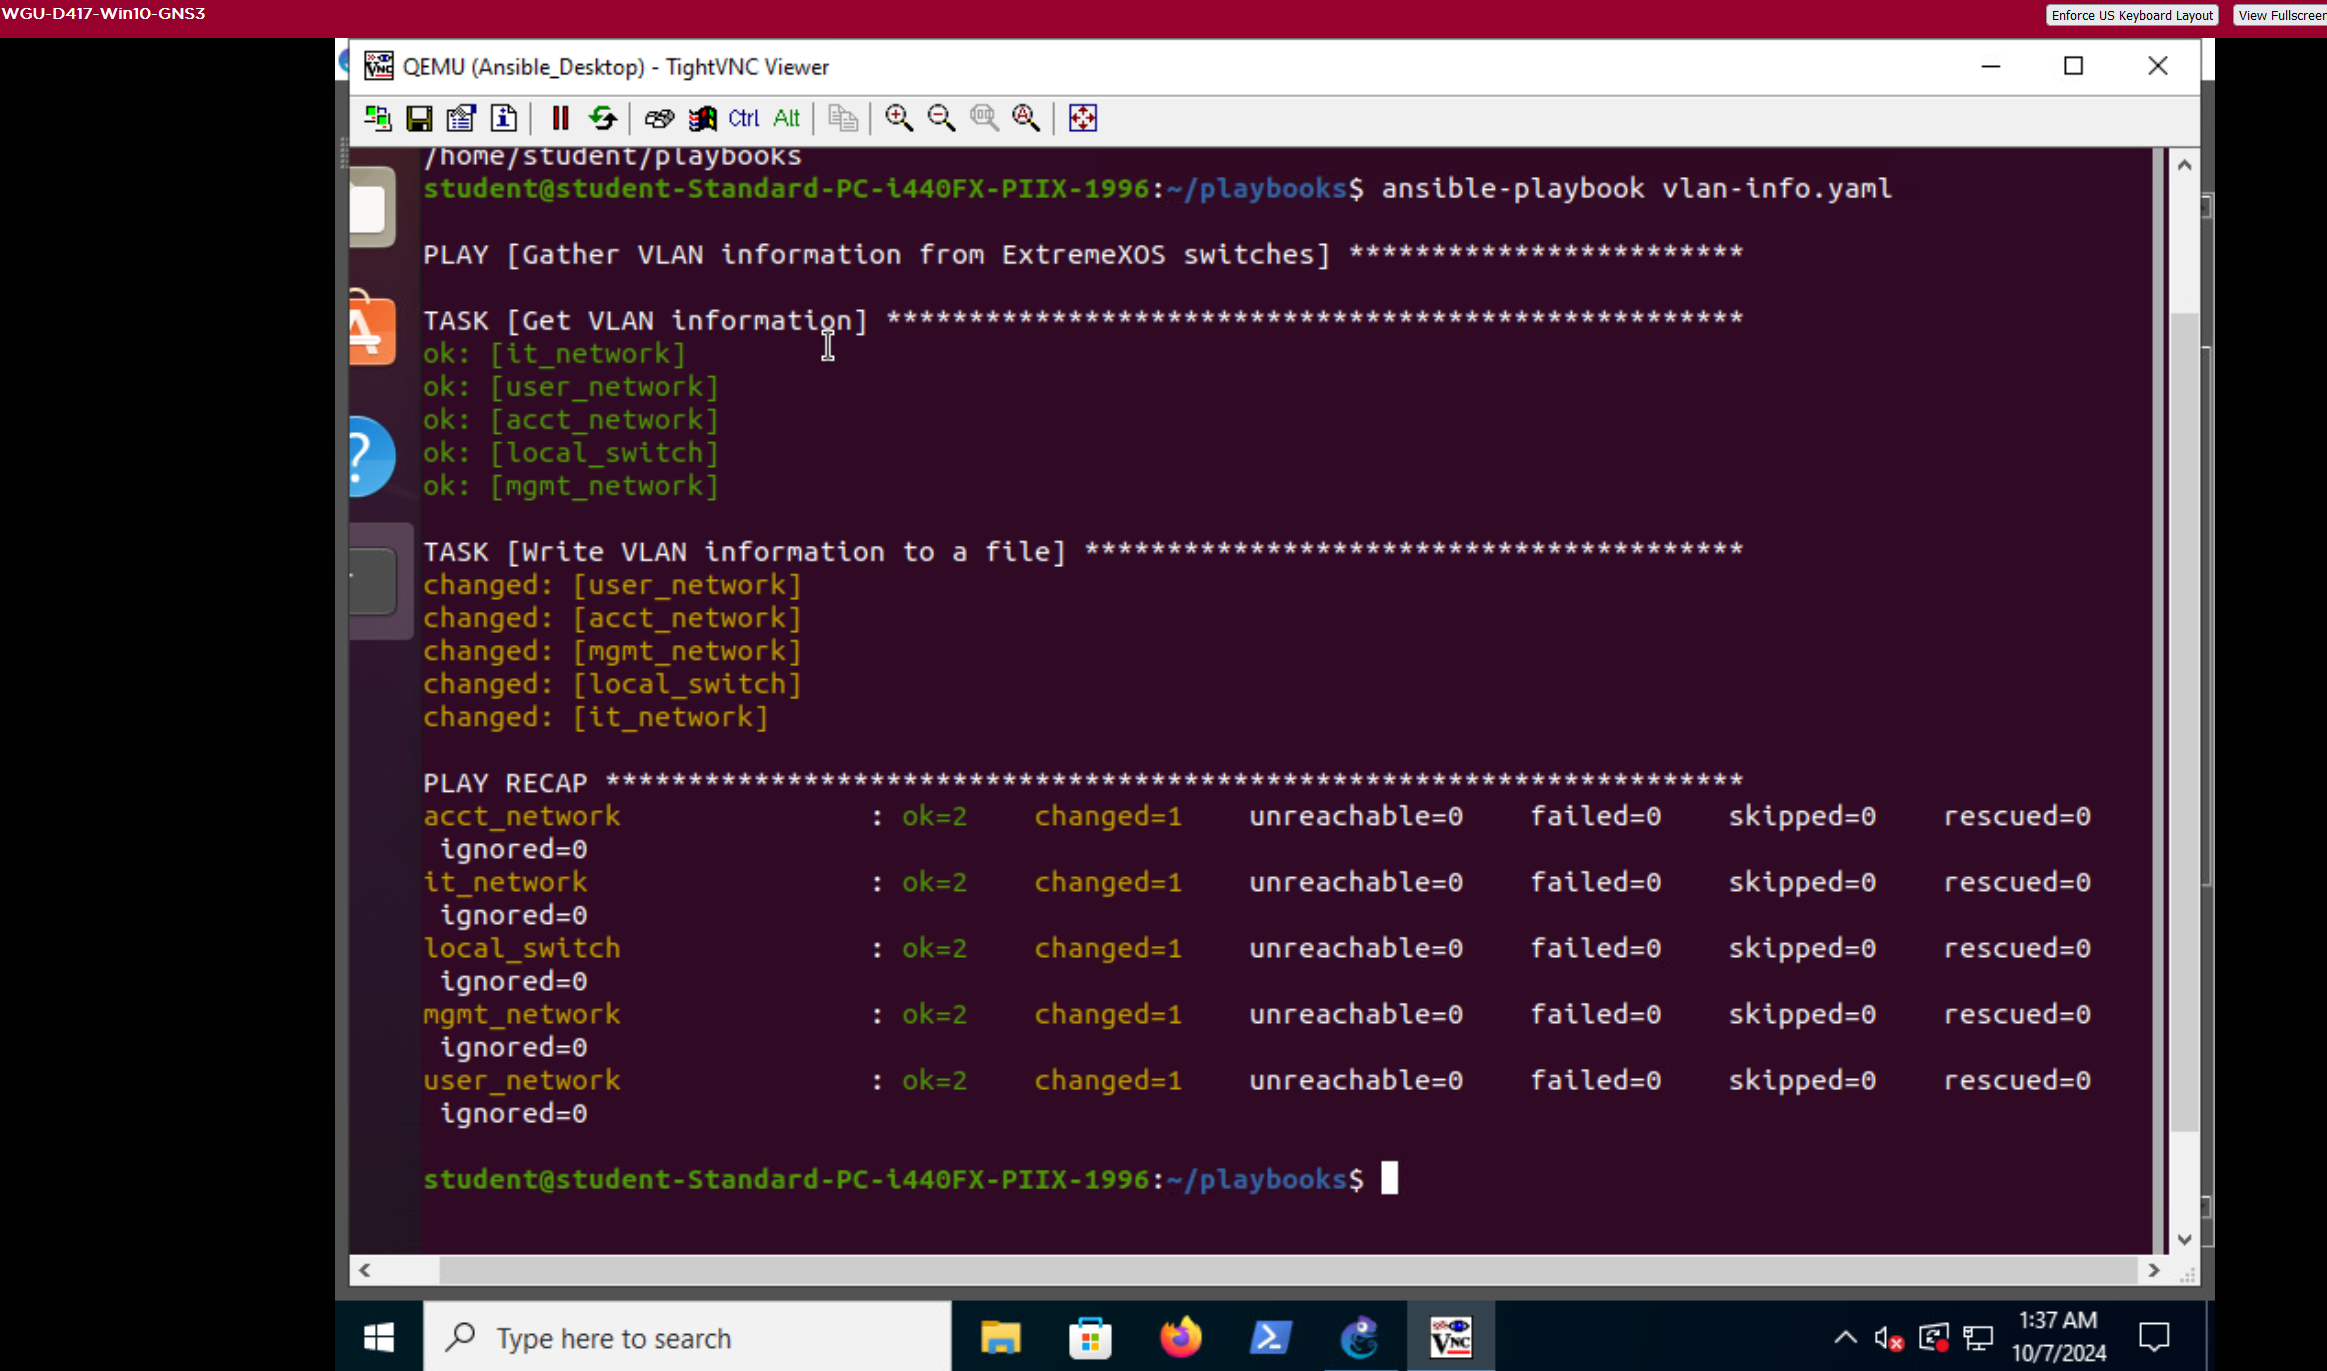 WGU-D417-Win10-GNS3
Enforce US Keyboard Layout
View Fullscreen
QEMU (Ansible_Desktop) - TightVNC Viewer
Ctrl Alt
/home/student/playbooks
student@student-Standard-PC-i440FX-PIIX-1996:~/playbooks$ ansible-playbook vlan-info.yaml
PLAY [Gather VLAN information from ExtremeXOS switches] ************************
TASK [Get VLAN information] ****************************************************
ok: [it_network]
ok: [user_network]
ok: [acct_network]
ok: [local_switch]
ok: [mgmt_network]
TASK [Write VLAN information to a file] ****************************************
changed: [user_network]
changed: [acct_network]
changed: [mgmt_network]
changed: [local_switch]
changed: [it_network]
PLAY RECAP *********************************************************************
acct_network : ok=2 changed=1 unreachable=0 failed=0 skipped=0 rescued=0
ignored=0
it_network : ok=2 changed=1 unreachable=0 failed=0 skipped=0 rescued=0
ignored=0
local_switch : ok=2 changed=1 unreachable=0 failed=0 skipped=0 rescued=0
ignored=0
mgmt_network : ok=2 changed=1 unreachable=0 failed=0 skipped=0 rescued=0
ignored=0
user_network : ok=2 changed=1 unreachable=0 failed=0 skipped=0 rescued=0
ignored=0
student@student-Standard-PC-i440FX-PIIX-1996:~/playbooks$
Type here to search
1:37 AM
10/7/2024